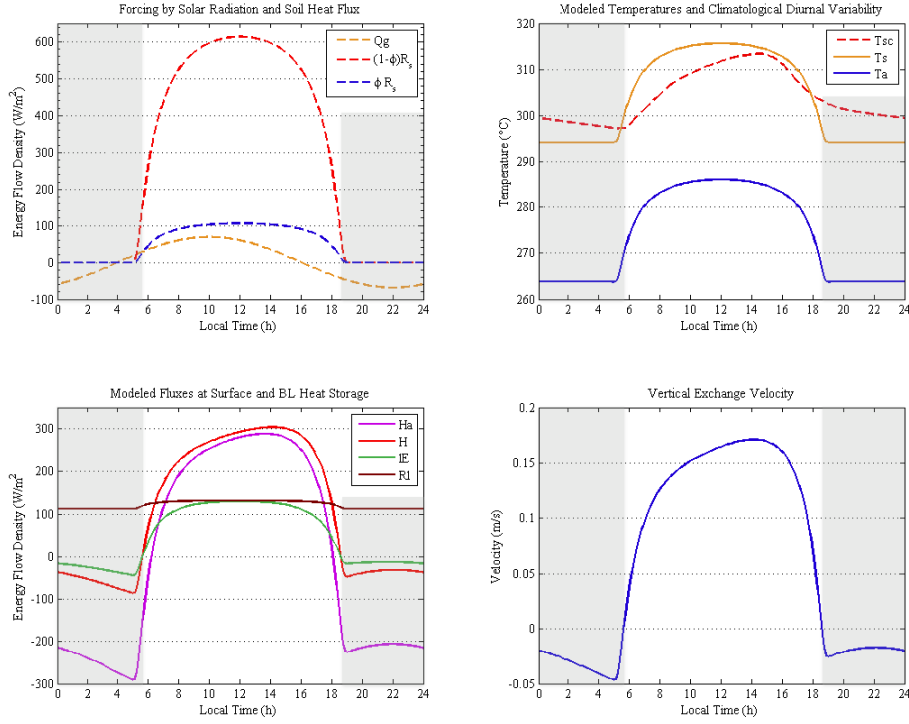 Forcing by Solar Radiation and Soil Heat Flux
Energy Flow Density (W/m²)
600
500
400
300
200
100
0
-100
Qg
(1-ϕ)Rₛ
ϕ Rₛ
0 2 4 6 8 10 12 14 16 18 20 22 24
Local Time (h)
Modeled Temperatures and Climatological Diurnal Variability
Temperature (°C)
320
310
300
290
280
270
260
Tsc
Ts
Ta
0 2 4 6 8 10 12 14 16 18 20 22 24
Local Time (h)
Modeled Fluxes at Surface and BL Heat Storage
Energy Flow Density (W/m²)
300
200
100
0
-100
-200
-300
Ha
H
lE
Rl
0 2 4 6 8 10 12 14 16 18 20 22 24
Local Time (h)
Vertical Exchange Velocity
Velocity (m/s)
0.2
0.15
0.1
0.05
0
-0.05
0 2 4 6 8 10 12 14 16 18 20 22 24
Local Time (h)